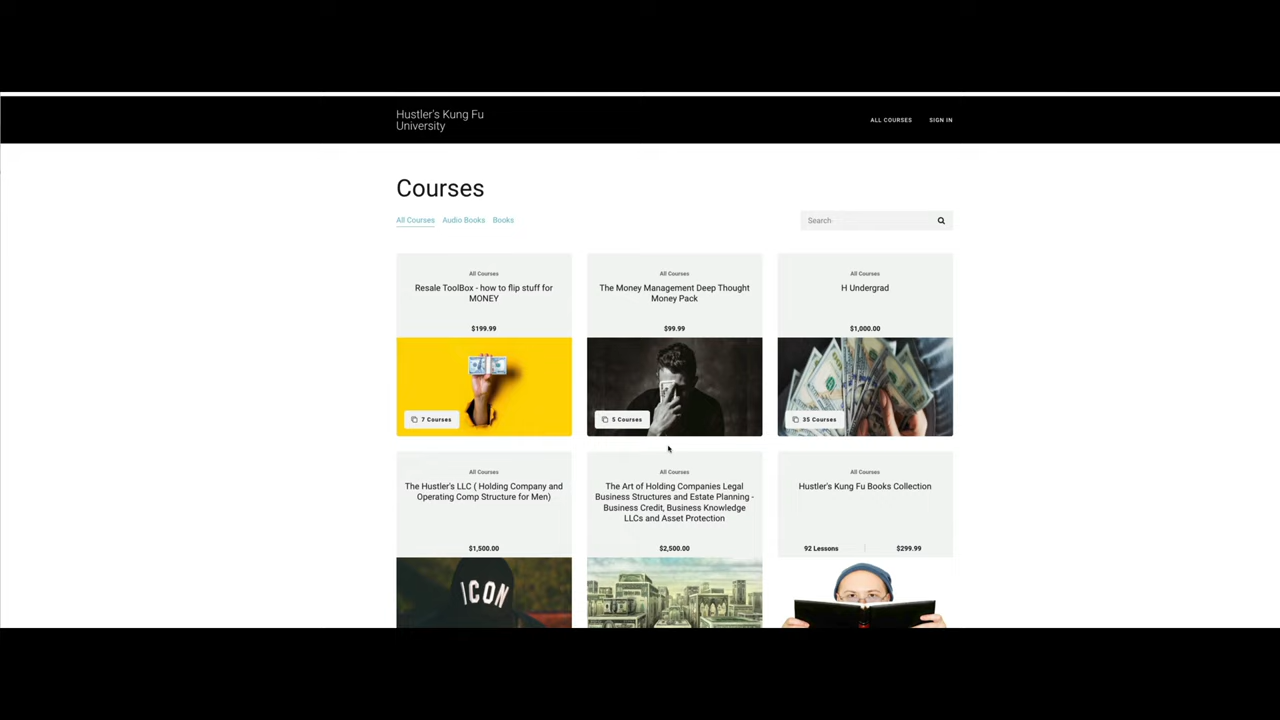 Hustler's Kung Fu
University
ALL COURSES
SIGN IN
Courses
All Courses
Audio Books
Books
Search
All Courses
Resale ToolBox - how to flip stuff for
MONEY
$199.99
7 Courses
All Courses
The Money Management Deep Thought
Money Pack
$99.99
5 Courses
All Courses
H Undergrad
$1,000.00
35 Courses
All Courses
The Hustler's LLC ( Holding Company and
Operating Comp Structure for Men)
$1,500.00
ICON
All Courses
The Art of Holding Companies Legal
Business Structures and Estate Planning -
Business Credit, Business Knowledge
LLCs and Asset Protection
$2,500.00
All Courses
Hustler's Kung Fu Books Collection
92 Lessons
$299.99